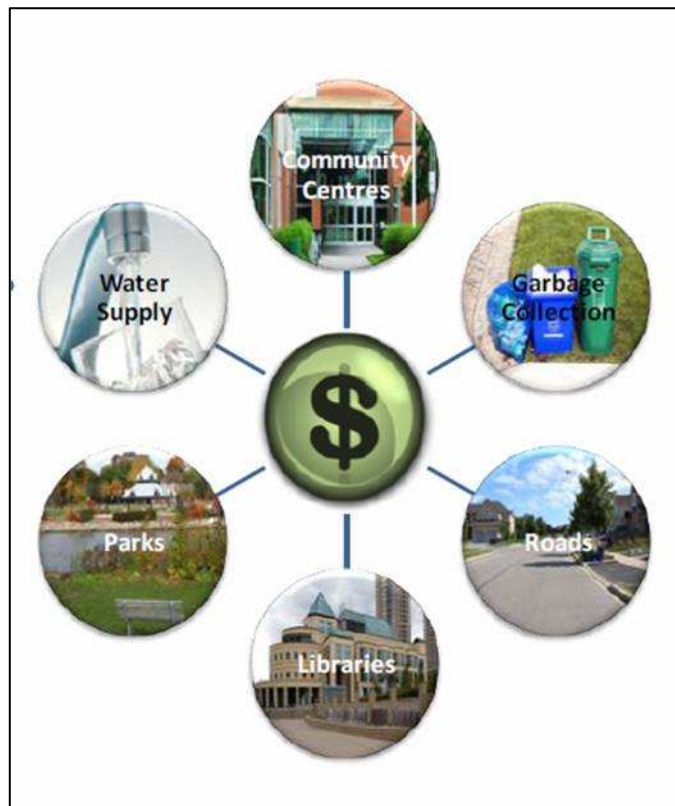 Community
Centres
Water
Supply
Garbage
Collection
$
Parks
Roads
Libraries